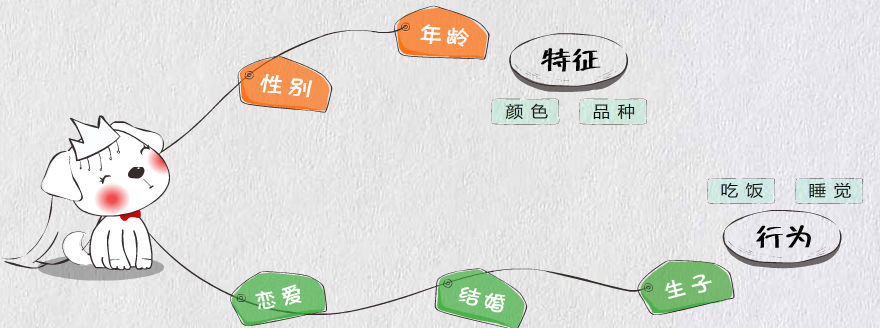 年龄
特征
性别
颜色 品种
吃饭 睡觉
行为
恋爱 结婚 生子